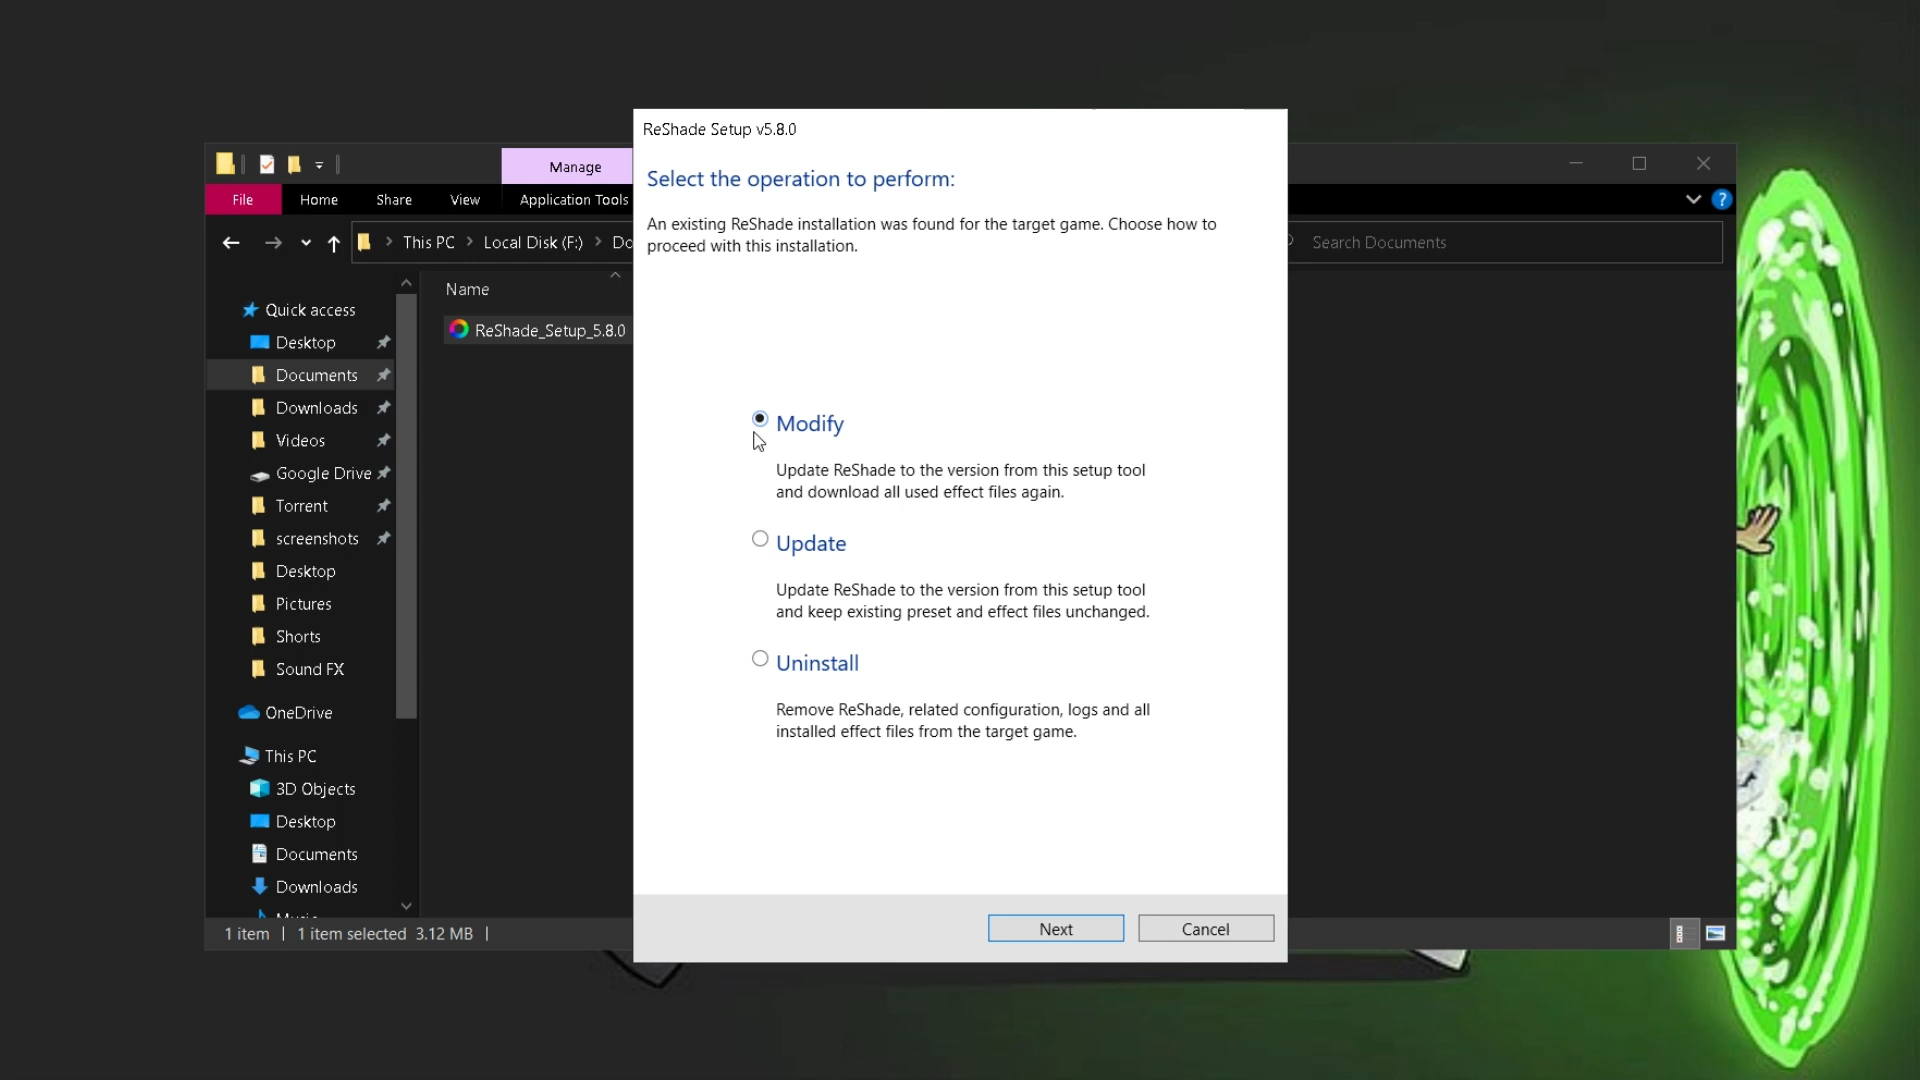 ReShade Setup v5.8.0
Select the operation to perform:
An existing ReShade installation was found for the target game. Choose how to
proceed with this installation.
Modify
Update ReShade to the version from this setup tool
and download all used effect files again.
Update
Update ReShade to the version from this setup tool
and keep existing preset and effect files unchanged.
Uninstall
Remove ReShade, related configuration, logs and all
installed effect files from the target game.
Next Cancel
Manage
File Home Share View Application Tools
?
This PC Local Disk (F:) Do
Search Documents
Name
ReShade_Setup_5.8.0
Quick access
Desktop
Documents
Downloads
Videos
Google Drive
Torrent
screenshots
Desktop
Pictures
Shorts
Sound FX
OneDrive
This PC
3D Objects
Desktop
Documents
Downloads
Music
1 item 1 item selected 3.12 MB